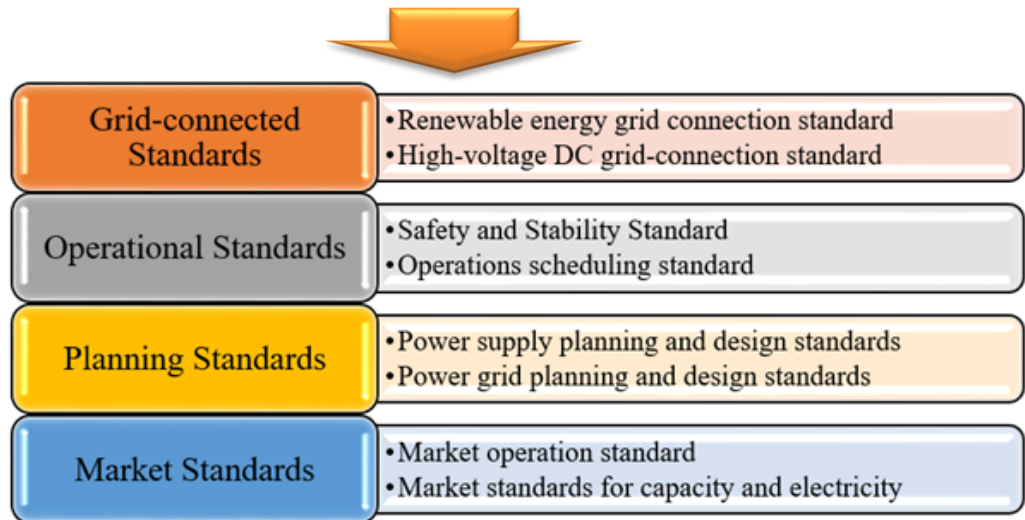 Grid-connected
Standards
•Renewable energy grid connection standard
•High-voltage DC grid-connection standard
Operational Standards
•Safety and Stability Standard
•Operations scheduling standard
Planning Standards
•Power supply planning and design standards
•Power grid planning and design standards
Market Standards
•Market operation standard
•Market standards for capacity and electricity